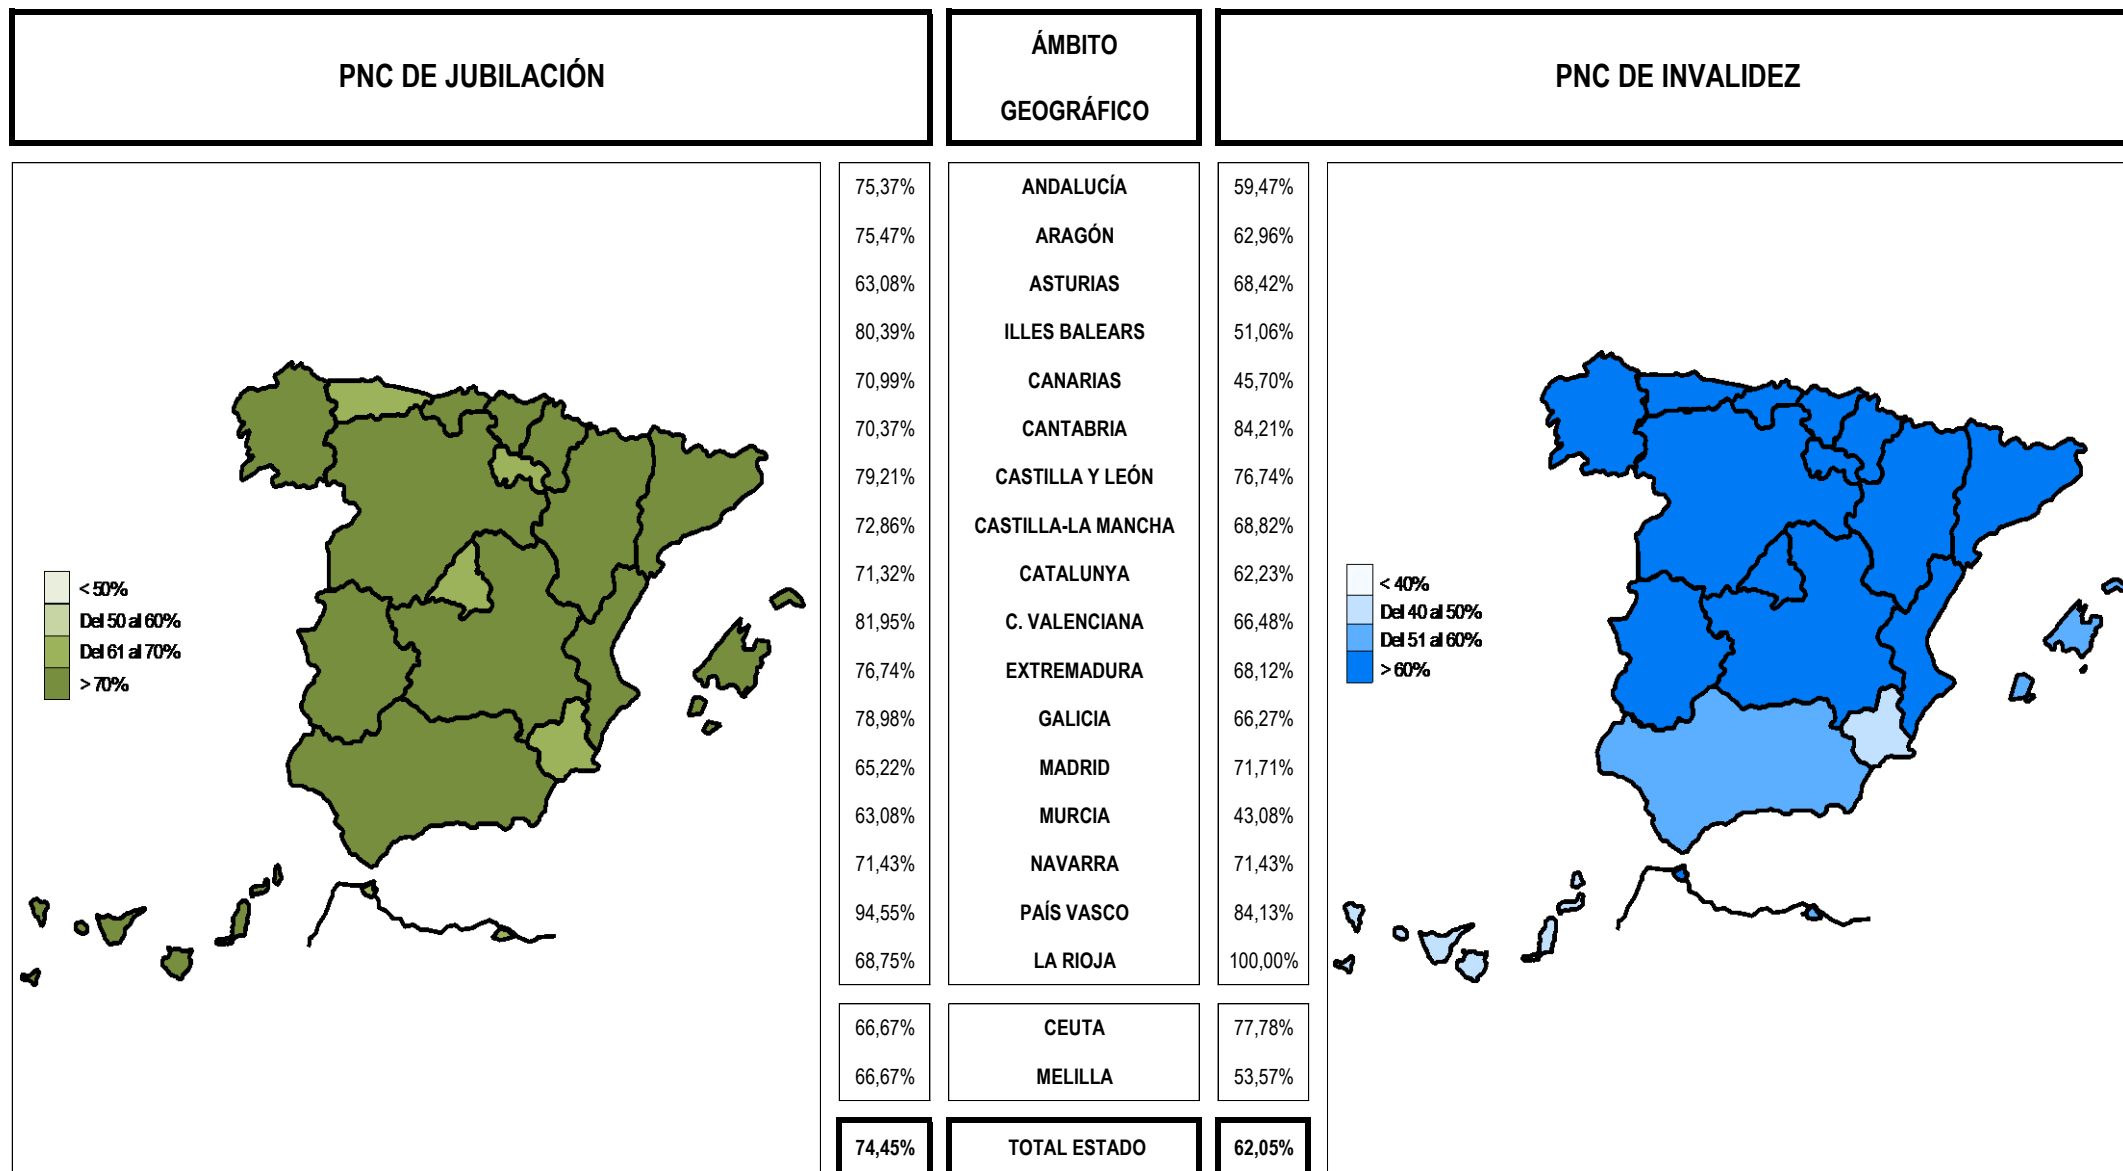 PNC DE JUBILACIÓN
ÁMBITO
GEOGRÁFICO
PNC DE INVALIDEZ
75,37% ANDALUCÍA 59,47%
75,47% ARAGÓN 62,96%
63,08% ASTURIAS 68,42%
80,39% ILLES BALEARS 51,06%
70,99% CANARIAS 45,70%
70,37% CANTABRIA 84,21%
79,21% CASTILLA Y LEÓN 76,74%
72,86% CASTILLA-LA MANCHA 68,82%
71,32% CATALUNYA 62,23%
81,95% C. VALENCIANA 66,48%
76,74% EXTREMADURA 68,12%
78,98% GALICIA 66,27%
65,22% MADRID 71,71%
63,08% MURCIA 43,08%
71,43% NAVARRA 71,43%
94,55% PAÍS VASCO 84,13%
68,75% LA RIOJA 100,00%
66,67% CEUTA 77,78%
66,67% MELILLA 53,57%
74,45% TOTAL ESTADO 62,05%
< 50%
Del 50 al 60%
Del 61 al 70%
> 70%
< 40%
Del 40 al 50%
Del 51 al 60%
> 60%